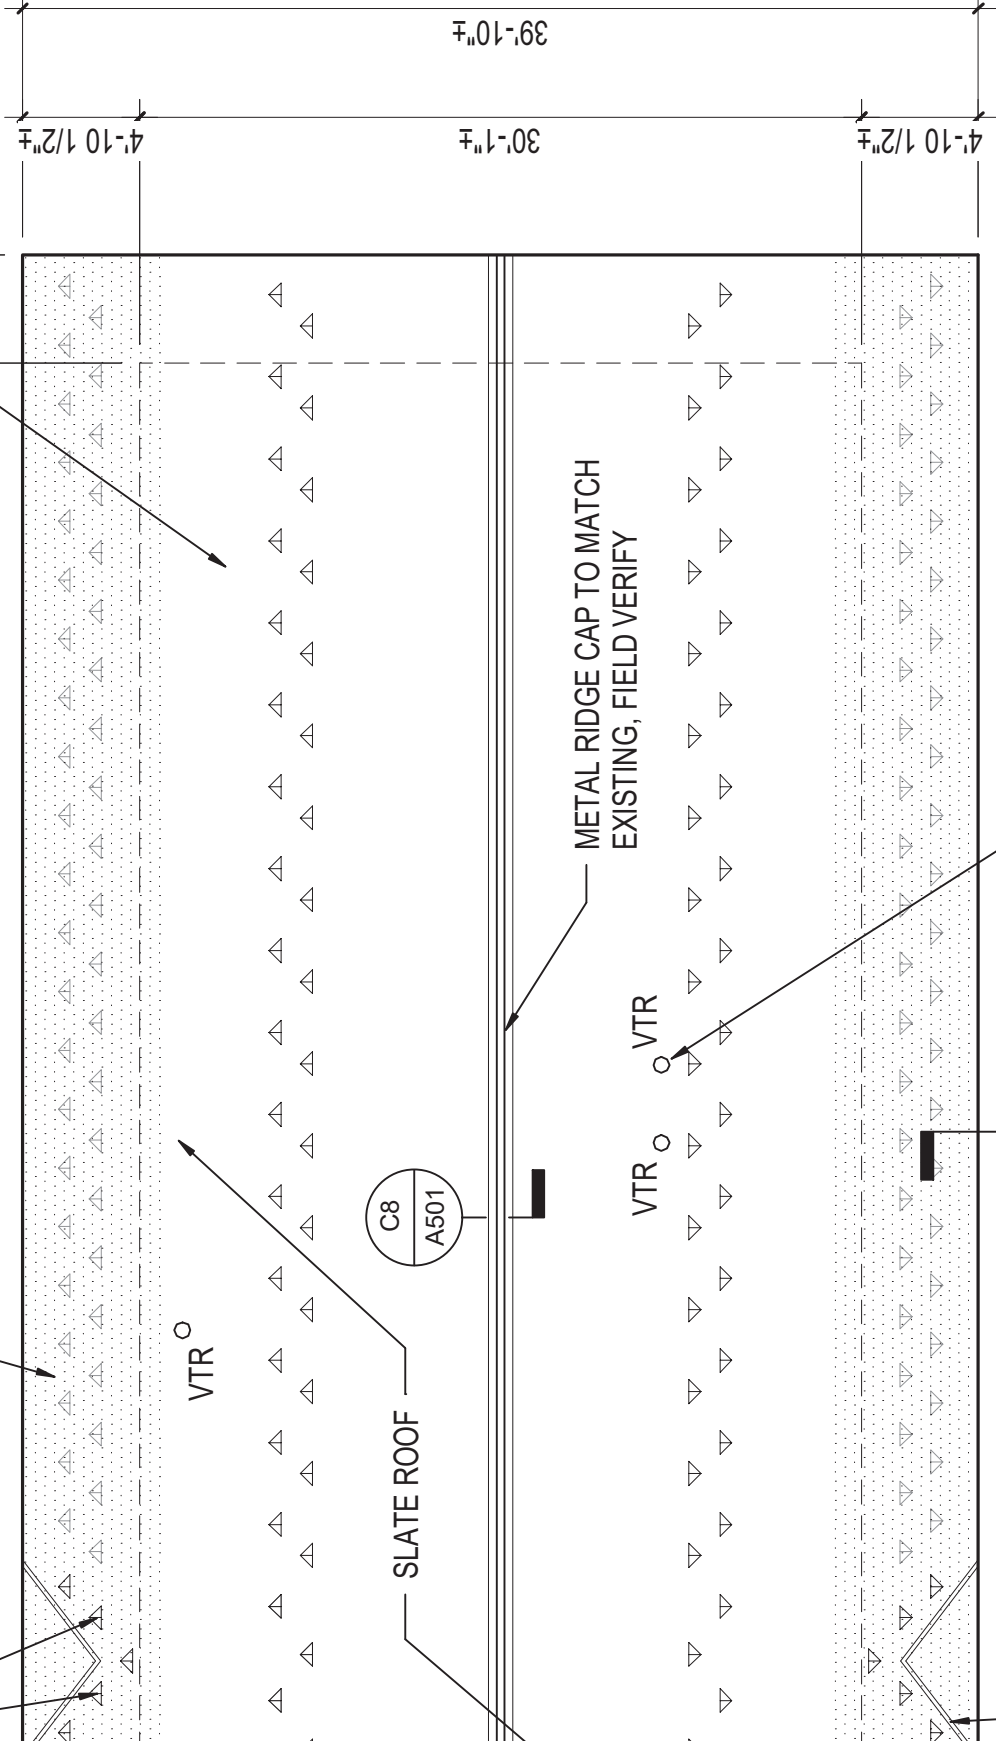 39'-10"±
4'-10 1/2"±
30'-1"±
4'-10 1/2"±
METAL RIDGE CAP TO MATCH
EXISTING, FIELD VERIFY
VTR
VTR
C8
A501
VTR
SLATE ROOF